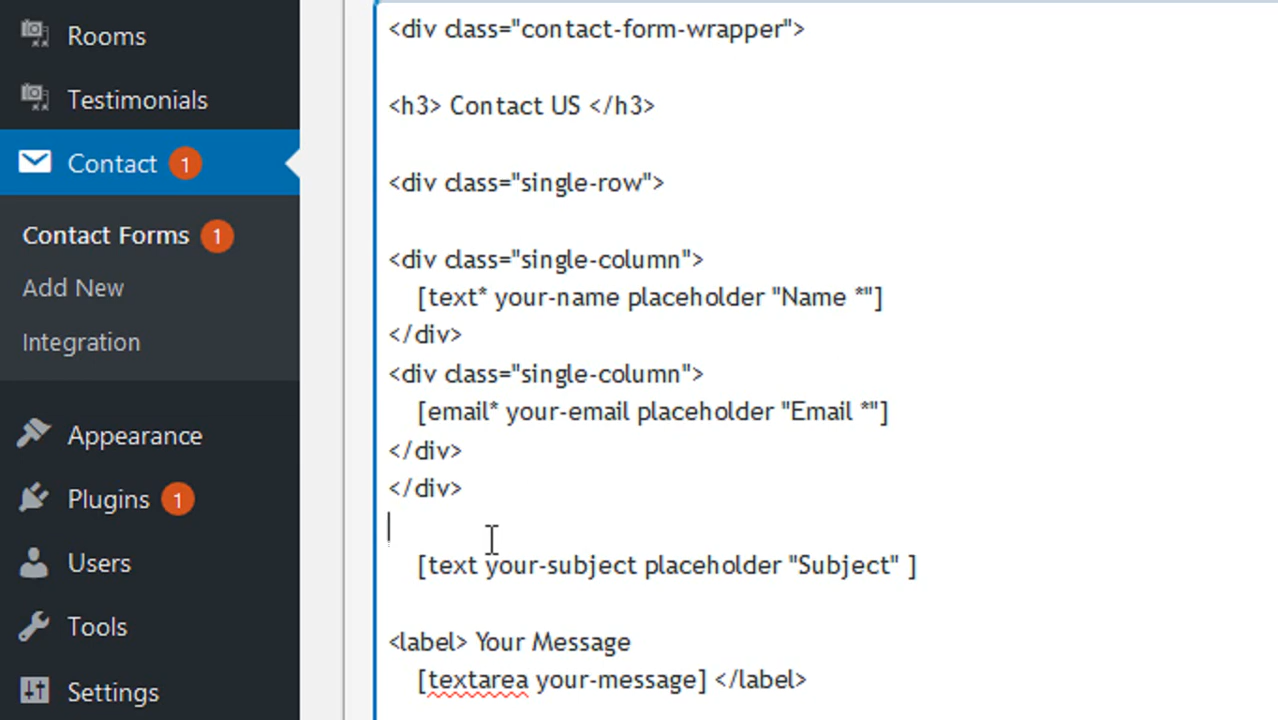 Rooms
Testimonials
Contact 1
Contact Forms 1
Add New
Integration
Appearance
Plugins 1
Users
Tools
Settings
<div class="contact-form-wrapper">
<h3> Contact US </h3>
<div class="single-row">
<div class="single-column">
[text* your-name placeholder "Name *"]
</div>
<div class="single-column">
[email* your-email placeholder "Email *"]
</div>
</div>
[text your-subject placeholder "Subject" ]
<label> Your Message
[textarea your-message] </label>